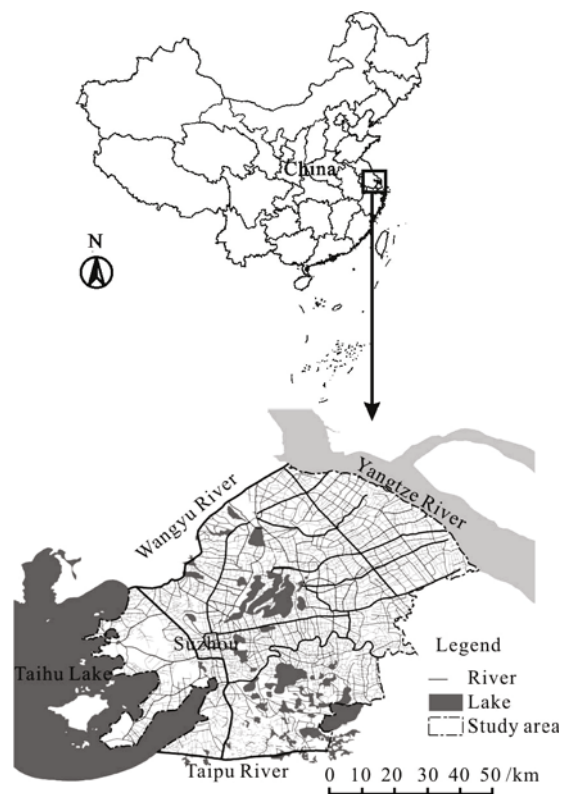 China
N
Yangtze River
Wangyu River
Suzhou
Taihu Lake
Taipu River
Legend
River
Lake
Study area
0 10 20 30 40 50 /km